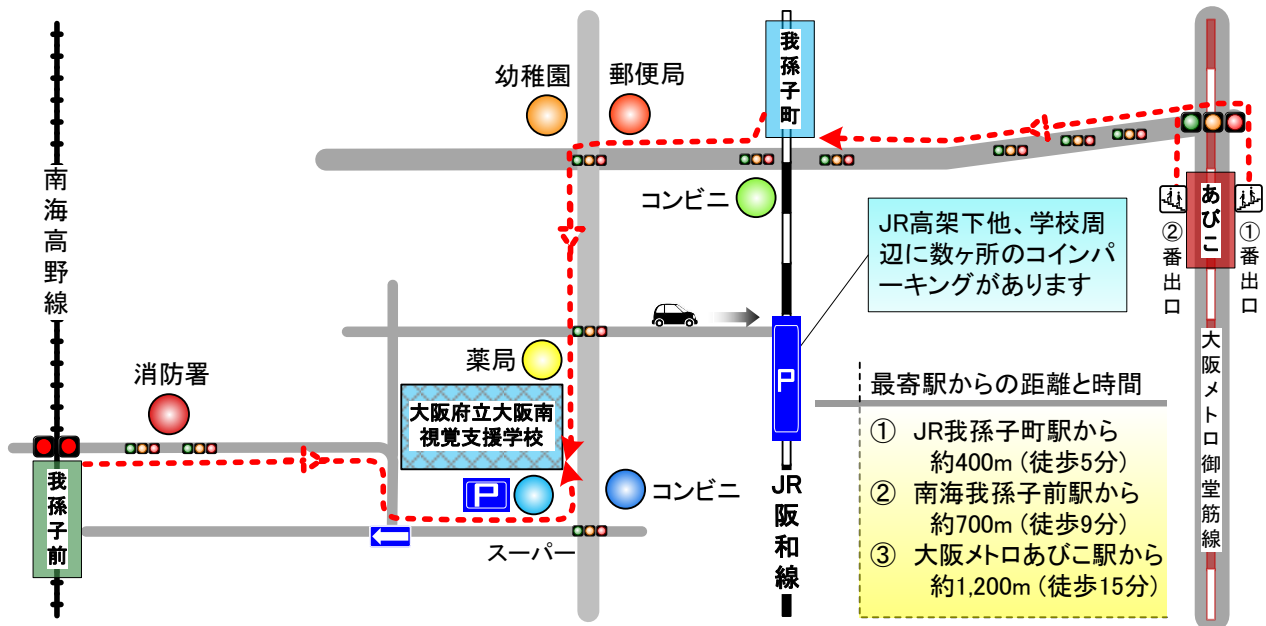 幼稚園
郵便局
我孫子町
南海高野線
コンビニ
あびこ
②番出口
①番出口
JR高架下他、学校周
辺に数ヶ所のコインパ
ーキングがあります
薬局
消防署
大阪府立大阪南
視覚支援学校
P
P
コンビニ
スーパー
我孫子前
JR阪和線
大阪メトロ御堂筋線
最寄駅からの距離と時間
① JR我孫子町駅から
約400m (徒歩5分)
② 南海我孫子前駅から
約700m (徒歩9分)
③ 大阪メトロあびこ駅から
約1,200m (徒歩15分)